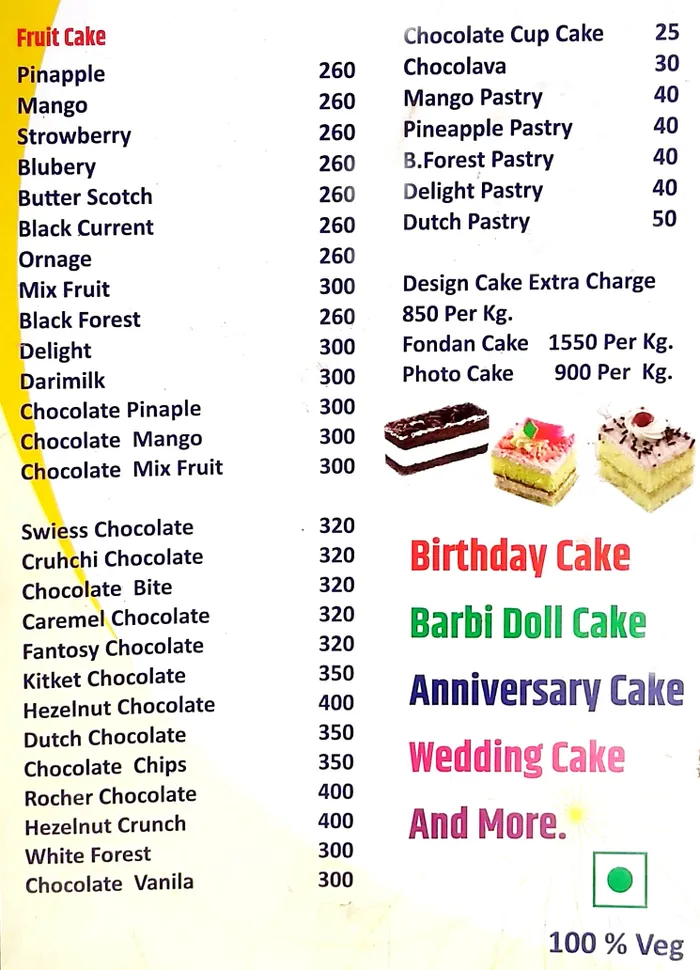 Fruit Cake
Pinapple 260
Mango 260
Strowberry 260
Blubery 260
Butter Scotch 260
Black Current 260
Ornage 260
Mix Fruit 300
Black Forest 260
Delight 300
Darimilk 300
Chocolate Pinaple 300
Chocolate Mango 300
Chocolate Mix Fruit 300
Swiess Chocolate 320
Cruhchi Chocolate 320
Chocolate Bite 320
Caremel Chocolate 320
Fantosy Chocolate 320
Kitket Chocolate 350
Hezelnut Chocolate 400
Dutch Chocolate 350
Chocolate Chips 350
Rocher Chocolate 400
Hezelnut Crunch 400
White Forest 300
Chocolate Vanila 300
Chocolate Cup Cake 25
Chocolava 30
Mango Pastry 40
Pineapple Pastry 40
B.Forest Pastry 40
Delight Pastry 40
Dutch Pastry 50
Design Cake Extra Charge
850 Per Kg.
Fondan Cake 1550 Per Kg.
Photo Cake 900 Per Kg.
Birthday Cake
Barbi Doll Cake
Anniversary Cake
Wedding Cake
And More.
100 % Veg